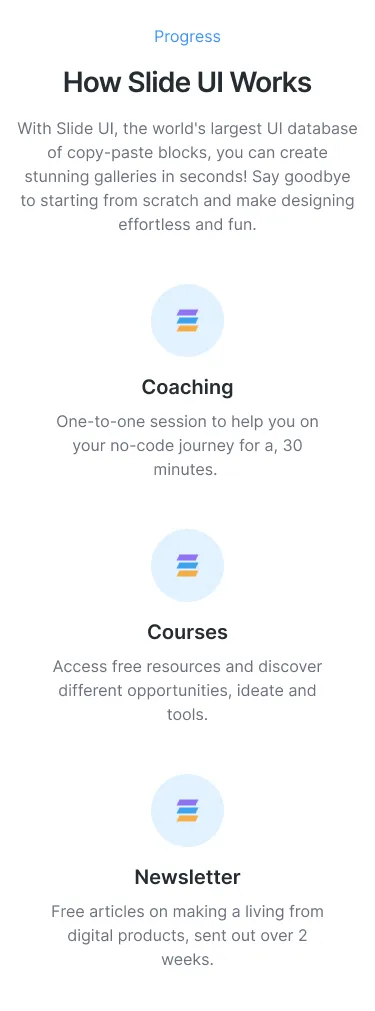 Progress
How Slide UI Works
With Slide UI, the world's largest UI database
of copy-paste blocks, you can create
stunning galleries in seconds! Say goodbye
to starting from scratch and make designing
effortless and fun.
Coaching
One-to-one session to help you on
your no-code journey for a, 30
minutes.
Courses
Access free resources and discover
different opportunities, ideate and
tools.
Newsletter
Free articles on making a living from
digital products, sent out over 2
weeks.